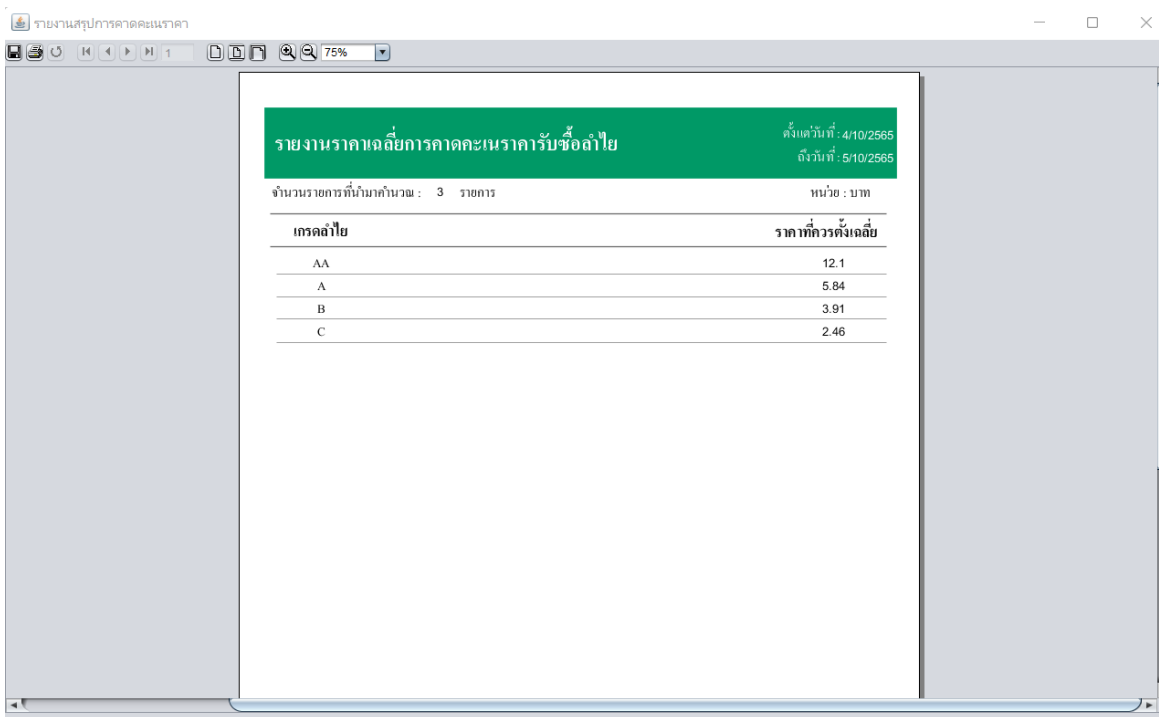 รายงานสรุปการคาดคะเนราคา
1
75%
รายงานราคาเฉลี่ยการคาดคะเนราคารับซื้อลำไย
ตั้งแต่วันที่ : 4/10/2565
ถึงวันที่ : 5/10/2565
จำนวนรายการที่นำมาคำนวณ : 3 รายการ
หน่วย : บาท
เกรดลำไย ราคาที่ควรตั้งเฉลี่ย
AA 12.1
A 5.84
B 3.91
C 2.46